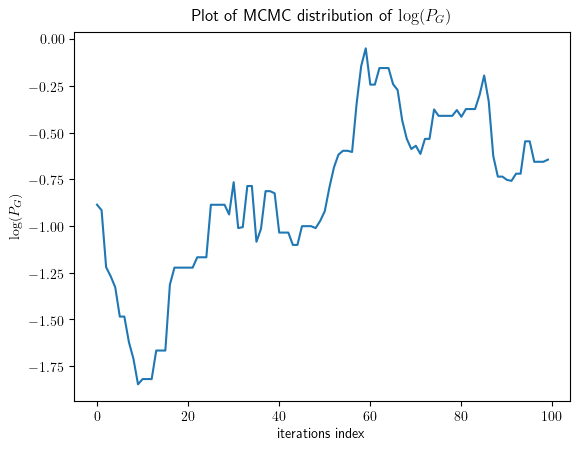 Plot of MCMC distribution of log(P_G)
0.00
−0.25
−0.50
−0.75
−1.00
−1.25
−1.50
−1.75
log(P_G)
0 20 40 60 80 100
iterations index